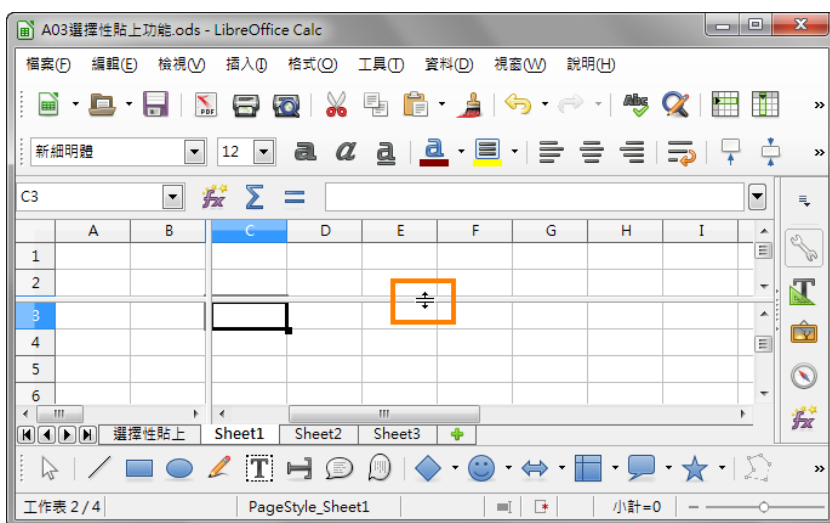 A03選擇性貼上功能.ods - LibreOffice Calc
檔案(F) 編輯(E) 檢視(V) 插入(I) 格式(O) 工具(T) 資料(D) 視窗(W) 說明(H)
PDF Abc
新細明體 12 a a a a
C3
A B C D E F G H I
1
2
3
4
5
6
選擇性貼上 Sheet1 Sheet2 Sheet3
T
工作表 2 / 4 PageStyle_Sheet1 小計=0